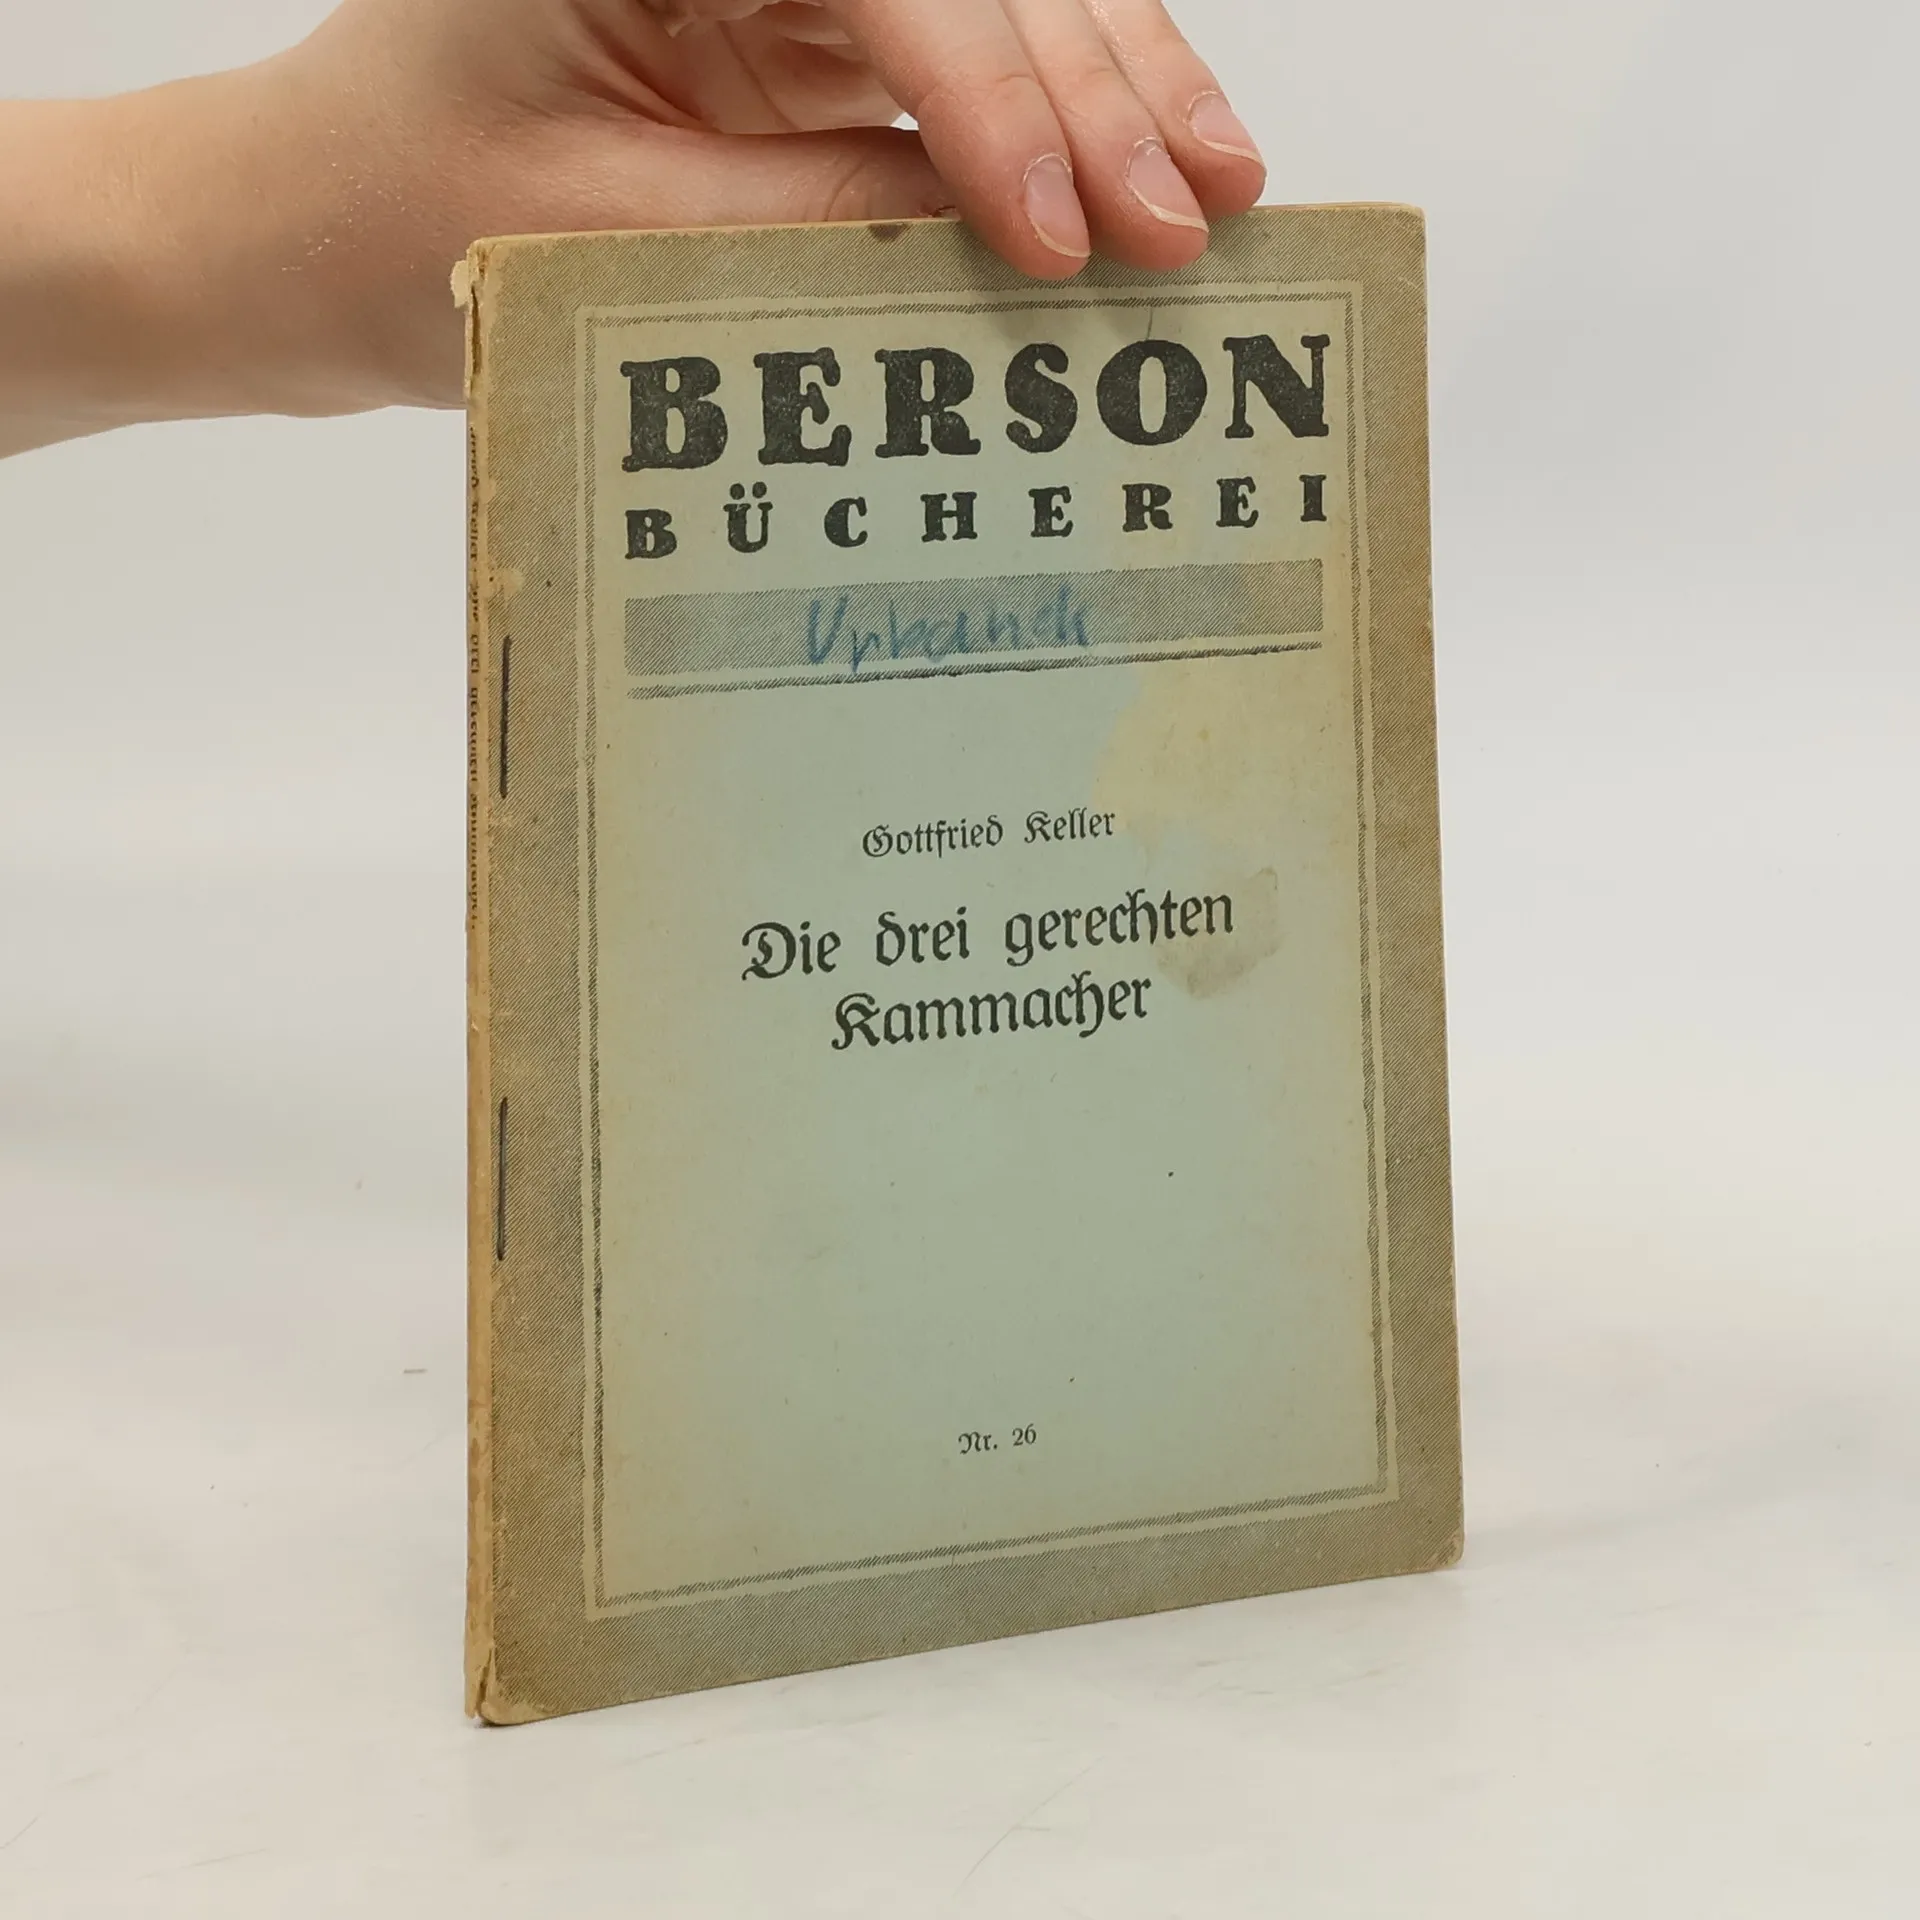 BERSON
BÜCHEREI
Gottfried Keller
Die drei gerechten
Kammacher
Nr. 26